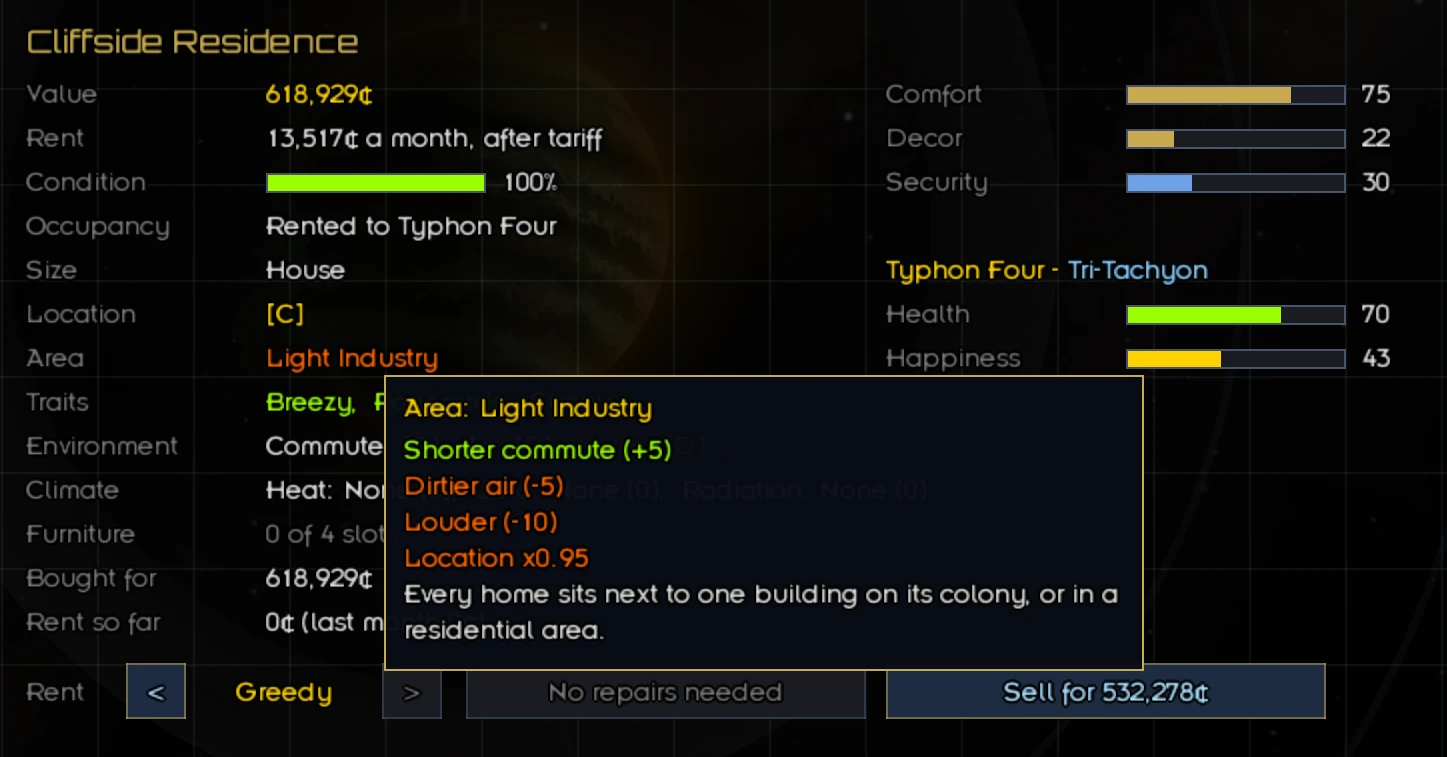 Cliffside Residence
Value 618,929¢ Comfort 75
Rent 13,517¢ a month, after tariff Decor 22
Condition 100% Security 30
Occupancy Rented to Typhon Four
Size House Typhon Four - Tri-Tachyon
Location [C] Health 70
Area Light Industry Happiness 43
Traits Breezy,
Area: Light Industry
Environment Commute
Shorter commute (+5)
Climate Heat: None (0), Radiation: None (0)
Dirtier air (-5)
Furniture 0 of 4
Louder (-10)
Location x0.95
Bought for 618,929¢
Every home sits next to one building on its colony, or in a
Rent so far 0¢ (last
residential area.
Rent < Greedy > No repairs needed Sell for 532,278¢